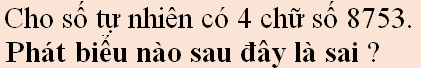 Cho số tự nhiên có 4 chữ số 8753.
Phát biểu nào sau đây là sai ?